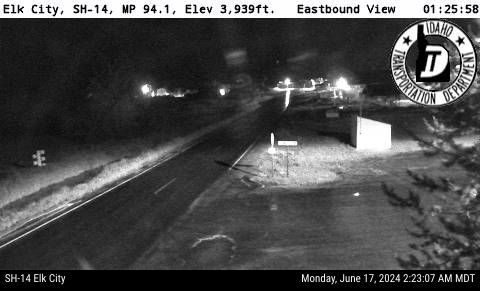 Elk City, SH-14, MP 94.1, Elev 3,939ft. Eastbound View 01:25:58
IDAHO
TRANSPORTATION DEPARTMENT
SH-14 Elk City Monday, June 17, 2024 2:23:07 AM MDT